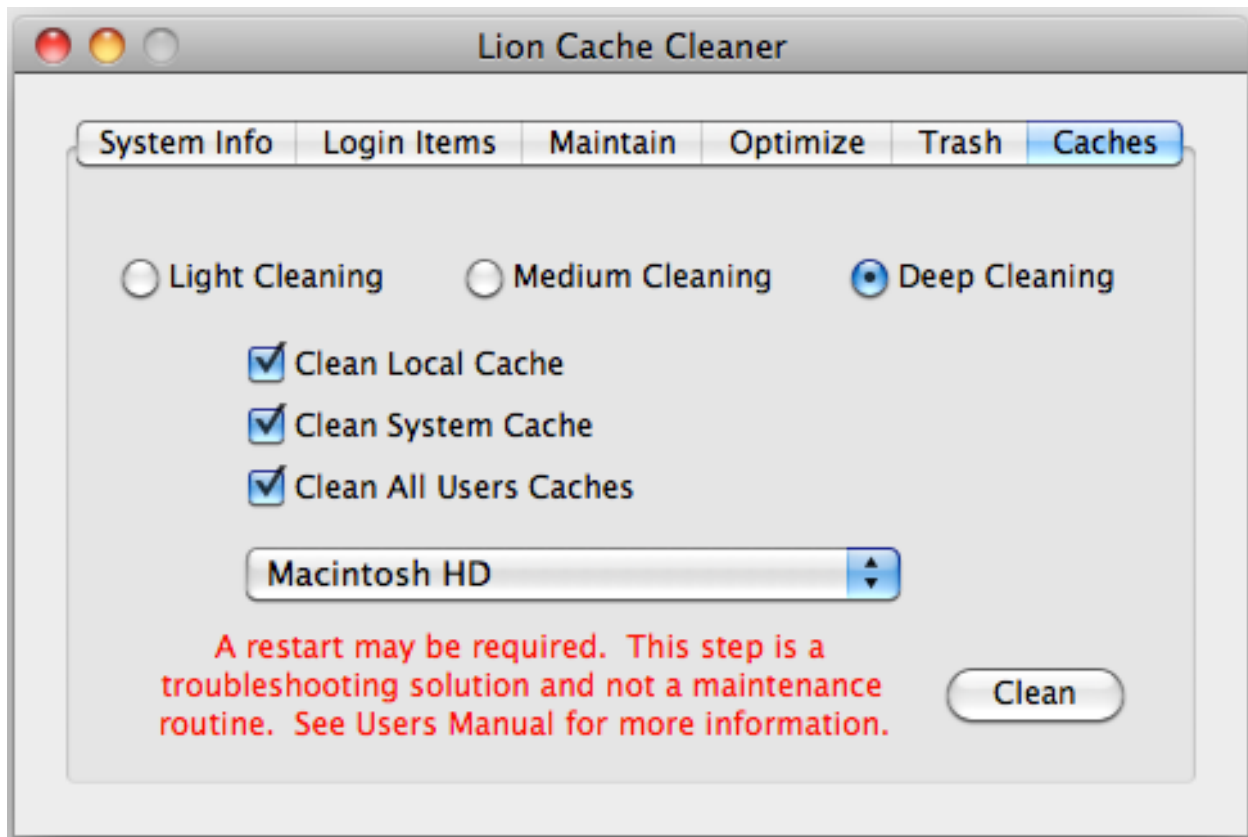 Lion Cache Cleaner
System Info Login Items Maintain Optimize Trash Caches
Light Cleaning Medium Cleaning Deep Cleaning
Clean Local Cache
Clean System Cache
Clean All Users Caches
Macintosh HD
A restart may be required.  This step is a
troubleshooting solution and not a maintenance
routine.  See Users Manual for more information.
Clean